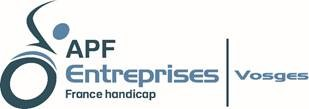 APF
Entreprises
France handicap
Vosges